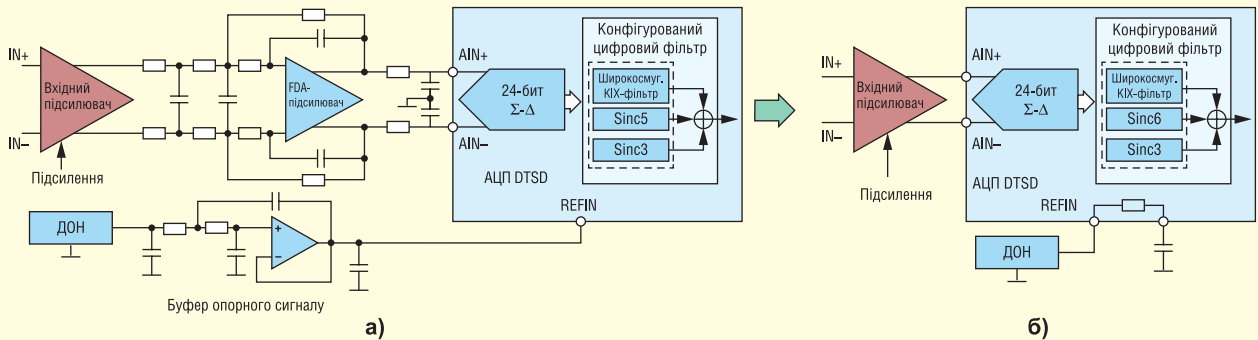 IN+
IN–
Вхідний
підсилювач
Підсилення
FDA-
підсилювач
AIN+
AIN–
24-бит
Σ-Δ
Конфігурований
цифровий фільтр
Широкосмуг.
КІХ-фільтр
Sinc5
Sinc3
АЦП DTSD
REFIN
ДОН
+
–
Буфер опорного сигналу
а)
IN+
IN–
Вхідний
підсилювач
Підсилення
AIN+
AIN–
24-бит
Σ-Δ
Конфігурований
цифровий фільтр
Широкосмуг.
КІХ-фільтр
Sinc6
Sinc3
АЦП DTSD
REFIN
ДОН
б)